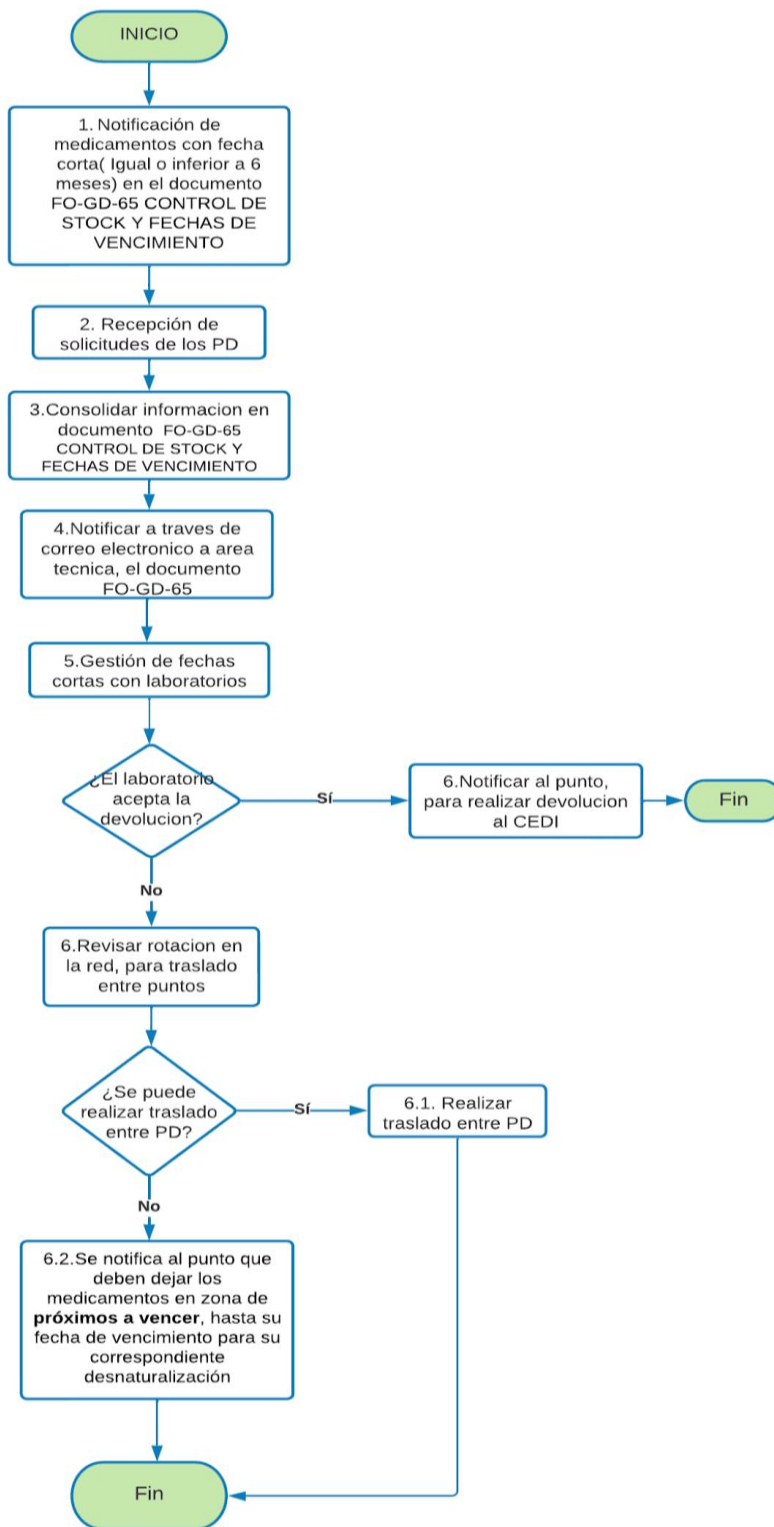 INICIO
1. Notificación de
medicamentos con fecha
corta( Igual o inferior a 6
meses) en el documento
FO-GD-65 CONTROL DE
STOCK Y FECHAS DE
VENCIMIENTO
2. Recepción de
solicitudes de los PD
3.Consolidar informacion en
documento FO-GD-65
CONTROL DE STOCK Y
FECHAS DE VENCIMIENTO
4.Notificar a traves de
correo electronico a area
tecnica, el documento
FO-GD-65
5.Gestión de fechas
cortas con laboratorios
¿El laboratorio
acepta la
devolucion?
Sí
6.Notificar al punto,
para realizar devolucion
al CEDI
Fin
No
6.Revisar rotacion en
la red, para traslado
entre puntos
¿Se puede
realizar traslado
entre PD?
Sí
6.1. Realizar
traslado entre PD
No
6.2.Se notifica al punto que
deben dejar los
medicamentos en zona de
próximos a vencer, hasta su
fecha de vencimiento para su
correspondiente
desnaturalización
Fin